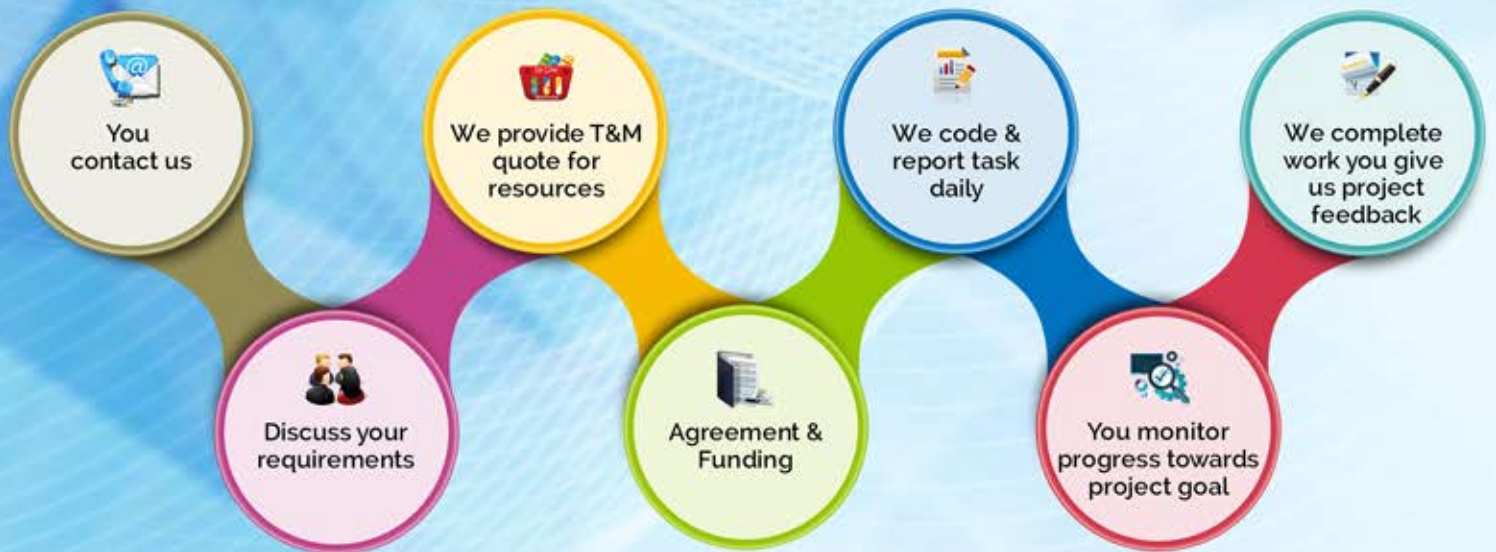 You
contact us
Discuss your
requirements
We provide T&M
quote for
resources
Agreement &
Funding
We code &
report task
daily
You monitor
progress towards
project goal
We complete
work you give
us project
feedback